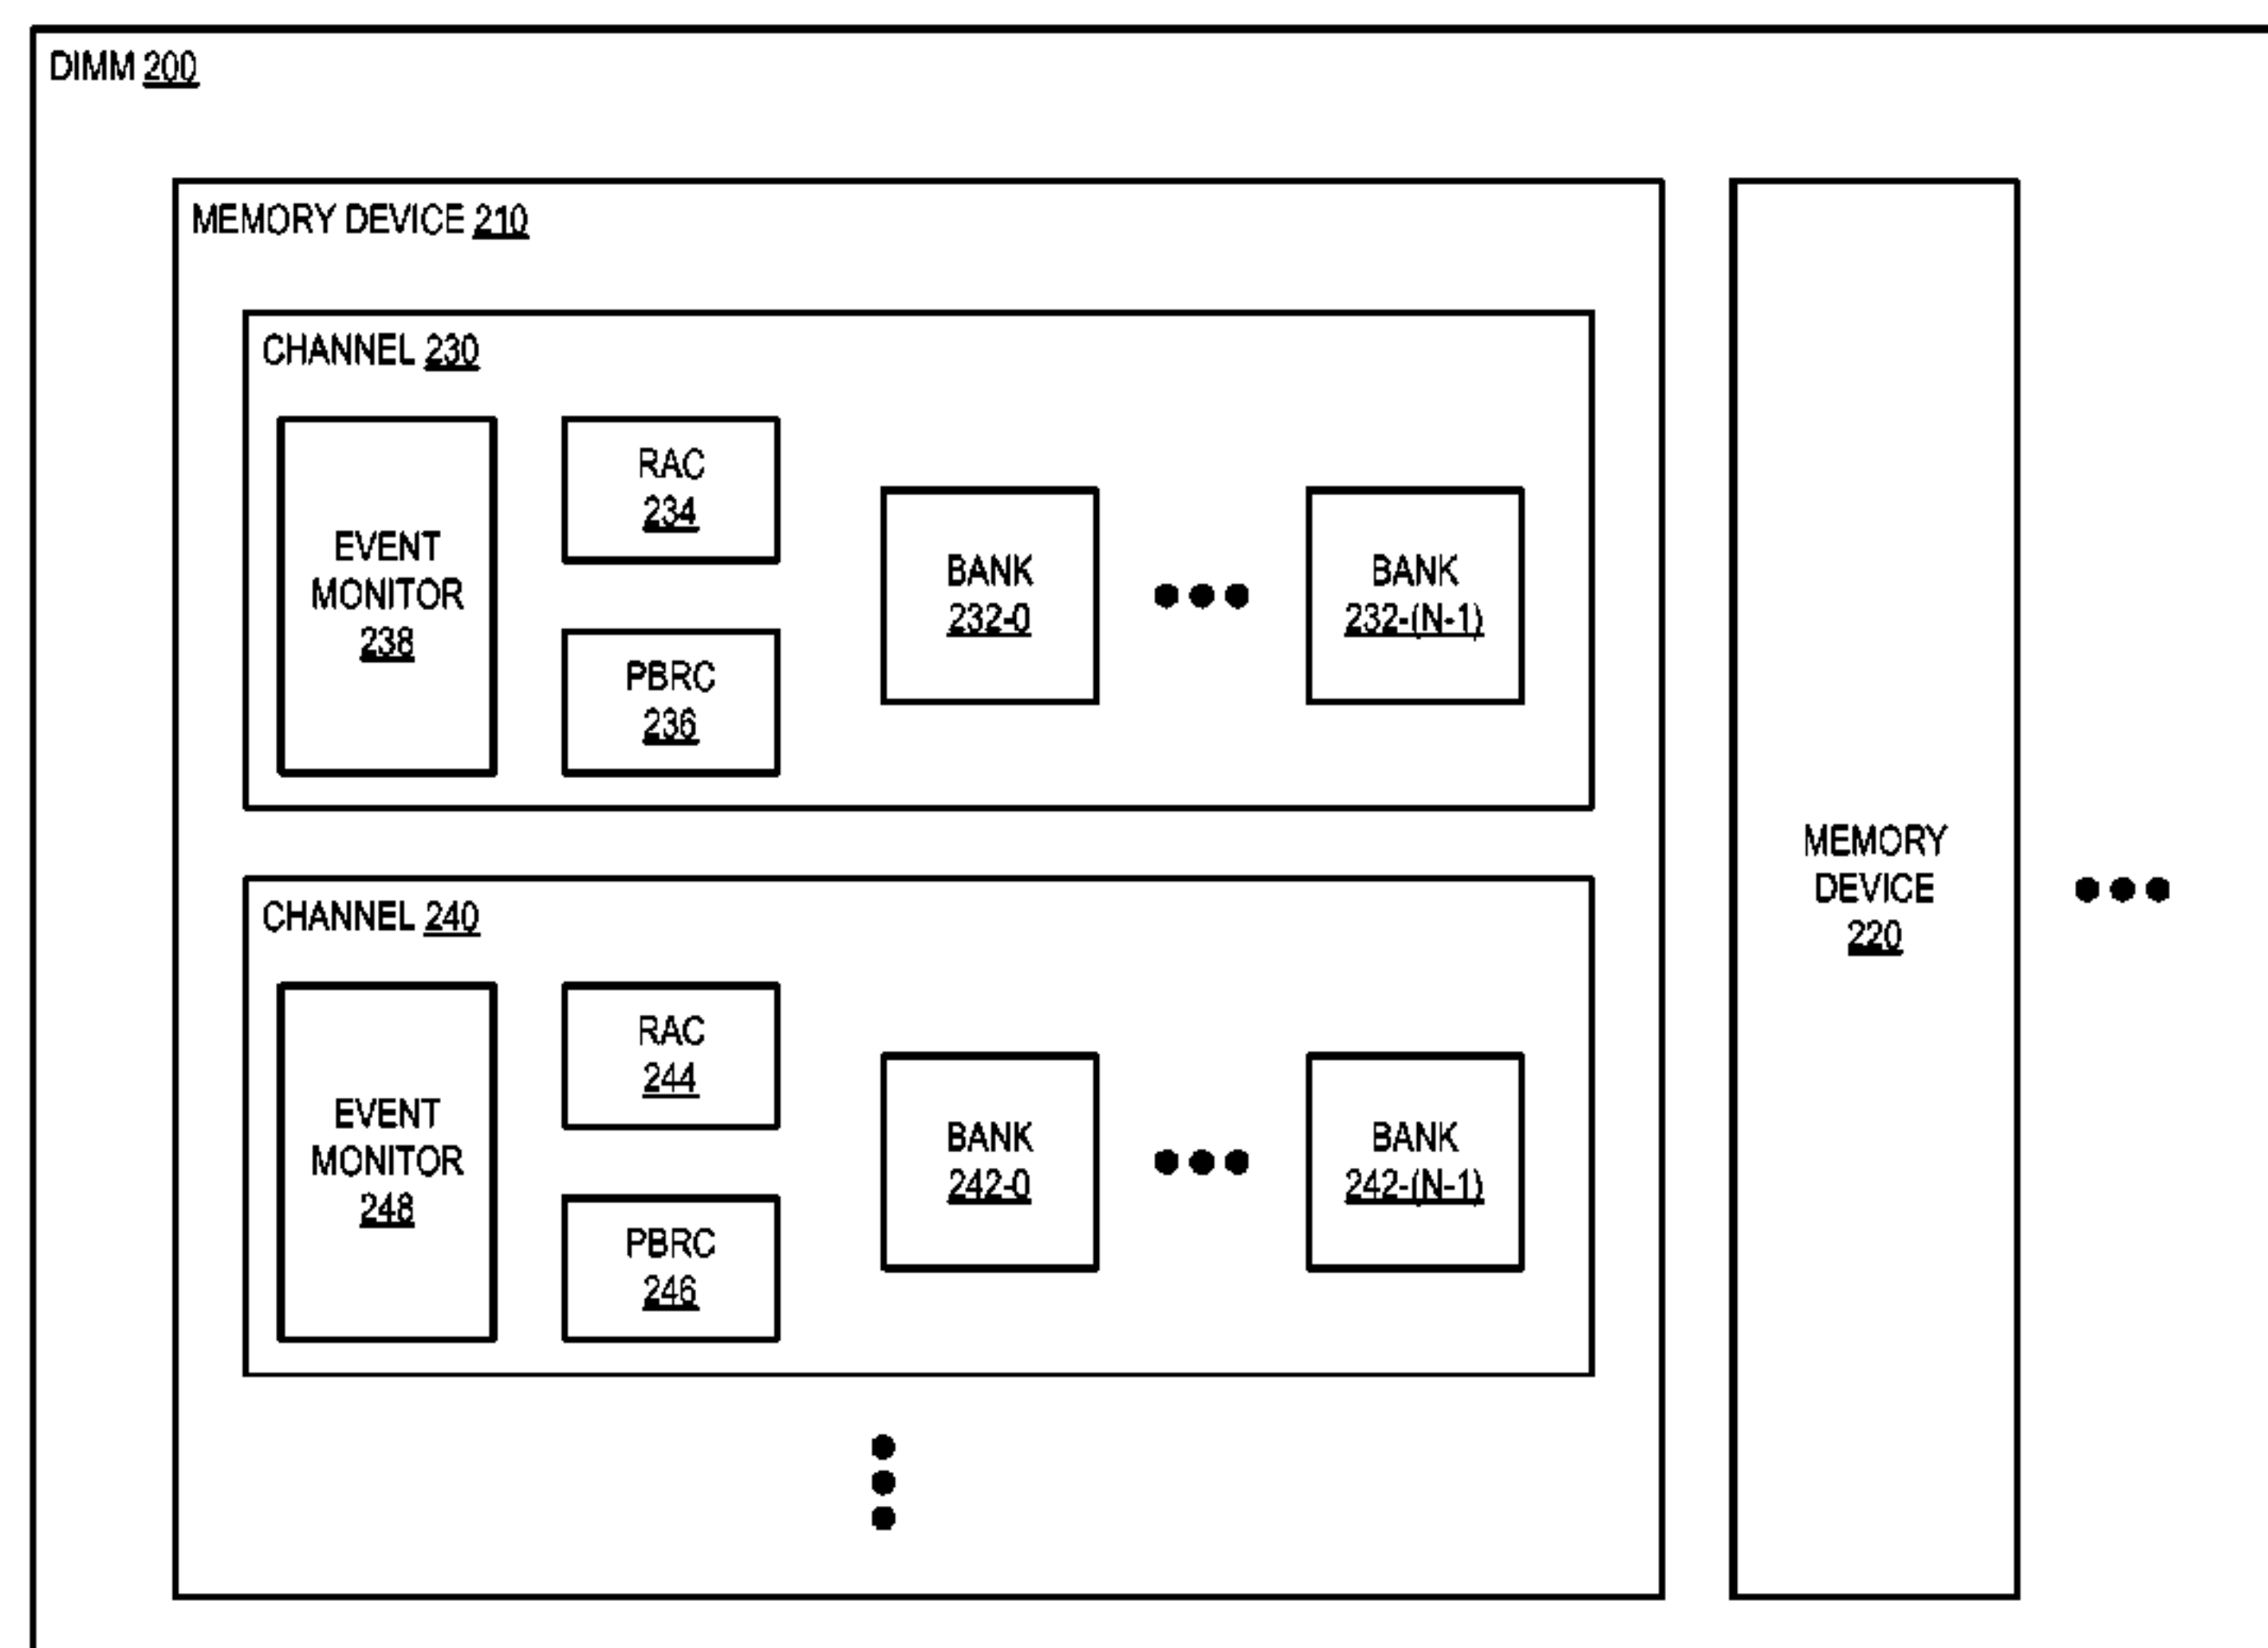 DIMM 200
MEMORY DEVICE 210
CHANNEL 230
EVENT
MONITOR
238
RAC
234
PBRC
236
BANK
232-0
BANK
232-(N-1)
CHANNEL 240
EVENT
MONITOR
248
RAC
244
PBRC
246
BANK
242-0
BANK
242-(N-1)
MEMORY
DEVICE
220